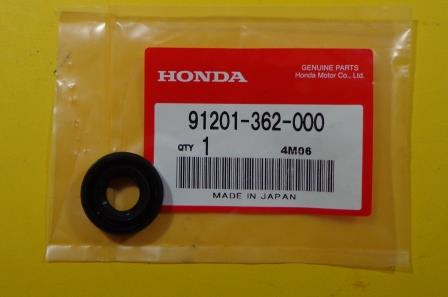 HONDA
GENUINE PARTS
Honda Motor Co., Ltd.
91201-362-000
QTY 1 4M06
MADE IN JAPAN